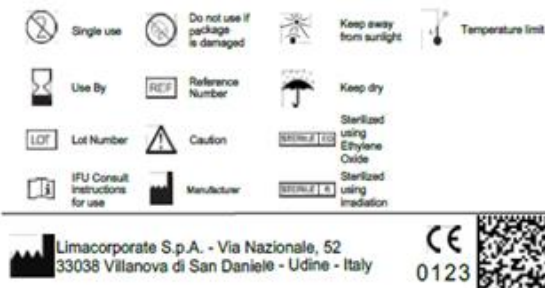 Single use
Do not use if
package
is damaged
Keep away
from sunlight
Temperature limit
Use By
REF
Reference
Number
Keep dry
LOT
Lot Number
Caution
STERILE EO
Sterilized
using
Ethylene
Oxide
IFU Consult
Instructions
for use
Manufacturer
STERILE R
Sterilized
using
Irradiation
Limacorporate S.p.A. - Via Nazionale, 52
33038 Villanova di San Daniele - Udine - Italy
CE
0123